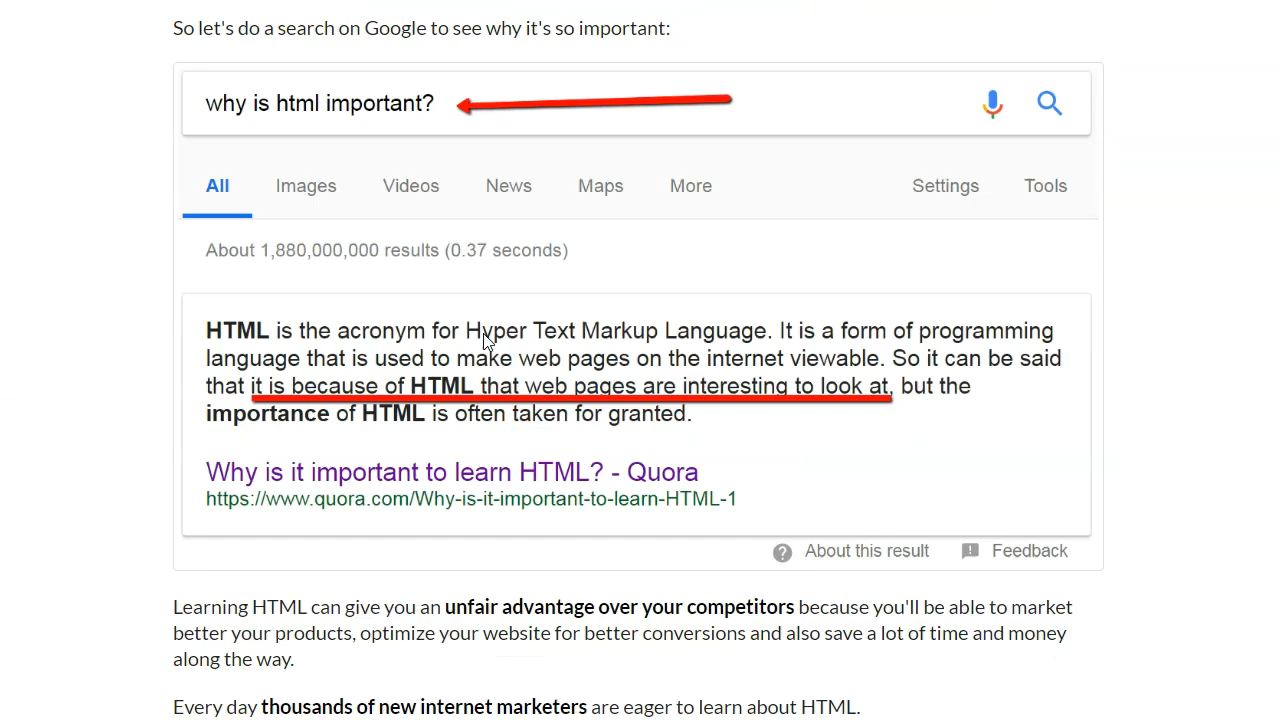 So let's do a search on Google to see why it's so important:
why is html important?
All Images Videos News Maps More Settings Tools
About 1,880,000,000 results (0.37 seconds)
HTML is the acronym for Hyper Text Markup Language. It is a form of programming
language that is used to make web pages on the internet viewable. So it can be said
that it is because of HTML that web pages are interesting to look at, but the
importance of HTML is often taken for granted.
Why is it important to learn HTML? - Quora
https://www.quora.com/Why-is-it-important-to-learn-HTML-1
About this result Feedback
Learning HTML can give you an unfair advantage over your competitors because you'll be able to market
better your products, optimize your website for better conversions and also save a lot of time and money
along the way.
Every day thousands of new internet marketers are eager to learn about HTML.